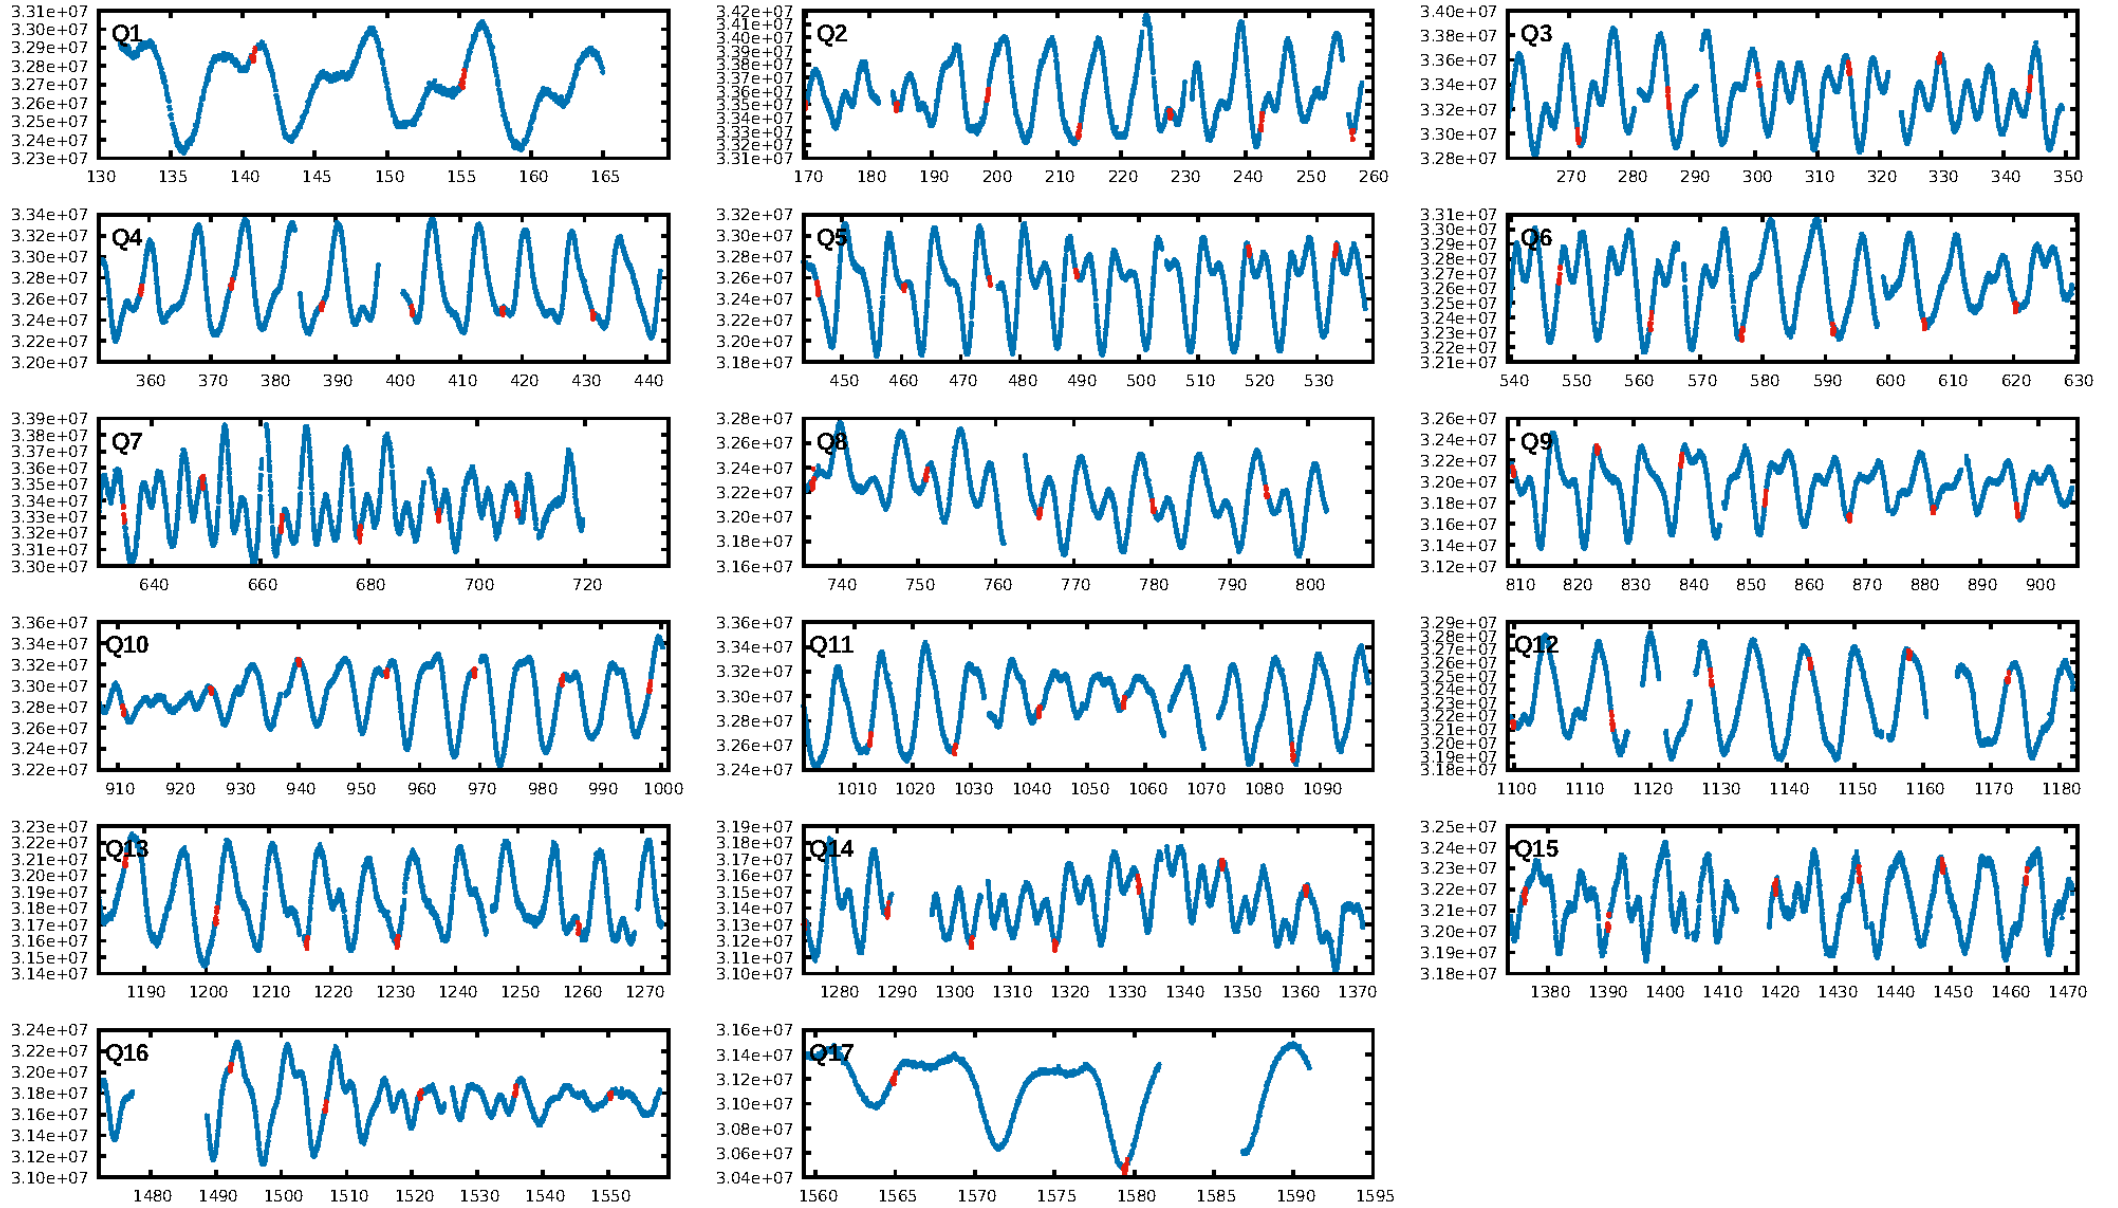 Q1
3.31e+07
3.30e+07
3.29e+07
3.28e+07
3.27e+07
3.26e+07
3.25e+07
3.24e+07
3.23e+07
130 135 140 145 150 155 160 165
Q2
3.42e+07
3.41e+07
3.40e+07
3.39e+07
3.38e+07
3.37e+07
3.36e+07
3.35e+07
3.34e+07
3.33e+07
3.32e+07
3.31e+07
170 180 190 200 210 220 230 240 250 260
Q3
3.40e+07
3.38e+07
3.36e+07
3.34e+07
3.32e+07
3.30e+07
3.28e+07
270 280 290 300 310 320 330 340 350
Q4
3.34e+07
3.32e+07
3.30e+07
3.28e+07
3.26e+07
3.24e+07
3.22e+07
3.20e+07
360 370 380 390 400 410 420 430 440
Q5
3.32e+07
3.30e+07
3.28e+07
3.26e+07
3.24e+07
3.22e+07
3.20e+07
3.18e+07
450 460 470 480 490 500 510 520 530
Q6
3.31e+07
3.30e+07
3.29e+07
3.28e+07
3.27e+07
3.26e+07
3.25e+07
3.24e+07
3.23e+07
3.22e+07
3.21e+07
540 550 560 570 580 590 600 610 620 630
Q7
3.39e+07
3.38e+07
3.37e+07
3.36e+07
3.35e+07
3.34e+07
3.33e+07
3.32e+07
3.31e+07
3.30e+07
640 660 680 700 720
Q8
3.28e+07
3.26e+07
3.24e+07
3.22e+07
3.20e+07
3.18e+07
3.16e+07
740 750 760 770 780 790 800
Q9
3.26e+07
3.24e+07
3.22e+07
3.20e+07
3.18e+07
3.16e+07
3.14e+07
3.12e+07
810 820 830 840 850 860 870 880 890 900
Q10
3.36e+07
3.34e+07
3.32e+07
3.30e+07
3.28e+07
3.26e+07
3.24e+07
3.22e+07
910 920 930 940 950 960 970 980 990 1000
Q11
3.36e+07
3.34e+07
3.32e+07
3.30e+07
3.28e+07
3.26e+07
3.24e+07
1010 1020 1030 1040 1050 1060 1070 1080 1090
Q12
3.29e+07
3.28e+07
3.27e+07
3.26e+07
3.25e+07
3.24e+07
3.23e+07
3.22e+07
3.21e+07
3.20e+07
3.19e+07
3.18e+07
1100 1110 1120 1130 1140 1150 1160 1170 1180
Q13
3.23e+07
3.22e+07
3.21e+07
3.20e+07
3.19e+07
3.18e+07
3.17e+07
3.16e+07
3.15e+07
3.14e+07
1190 1200 1210 1220 1230 1240 1250 1260 1270
Q14
3.19e+07
3.18e+07
3.17e+07
3.16e+07
3.15e+07
3.14e+07
3.13e+07
3.12e+07
3.11e+07
3.10e+07
1280 1290 1300 1310 1320 1330 1340 1350 1360 1370
Q15
3.25e+07
3.24e+07
3.23e+07
3.22e+07
3.21e+07
3.20e+07
3.19e+07
3.18e+07
1380 1390 1400 1410 1420 1430 1440 1450 1460 1470
Q16
3.24e+07
3.22e+07
3.20e+07
3.18e+07
3.16e+07
3.14e+07
3.12e+07
3.10e+07
1480 1490 1500 1510 1520 1530 1540 1550
Q17
3.16e+07
3.14e+07
3.12e+07
3.10e+07
3.08e+07
3.06e+07
3.04e+07
1560 1565 1570 1575 1580 1585 1590 1595